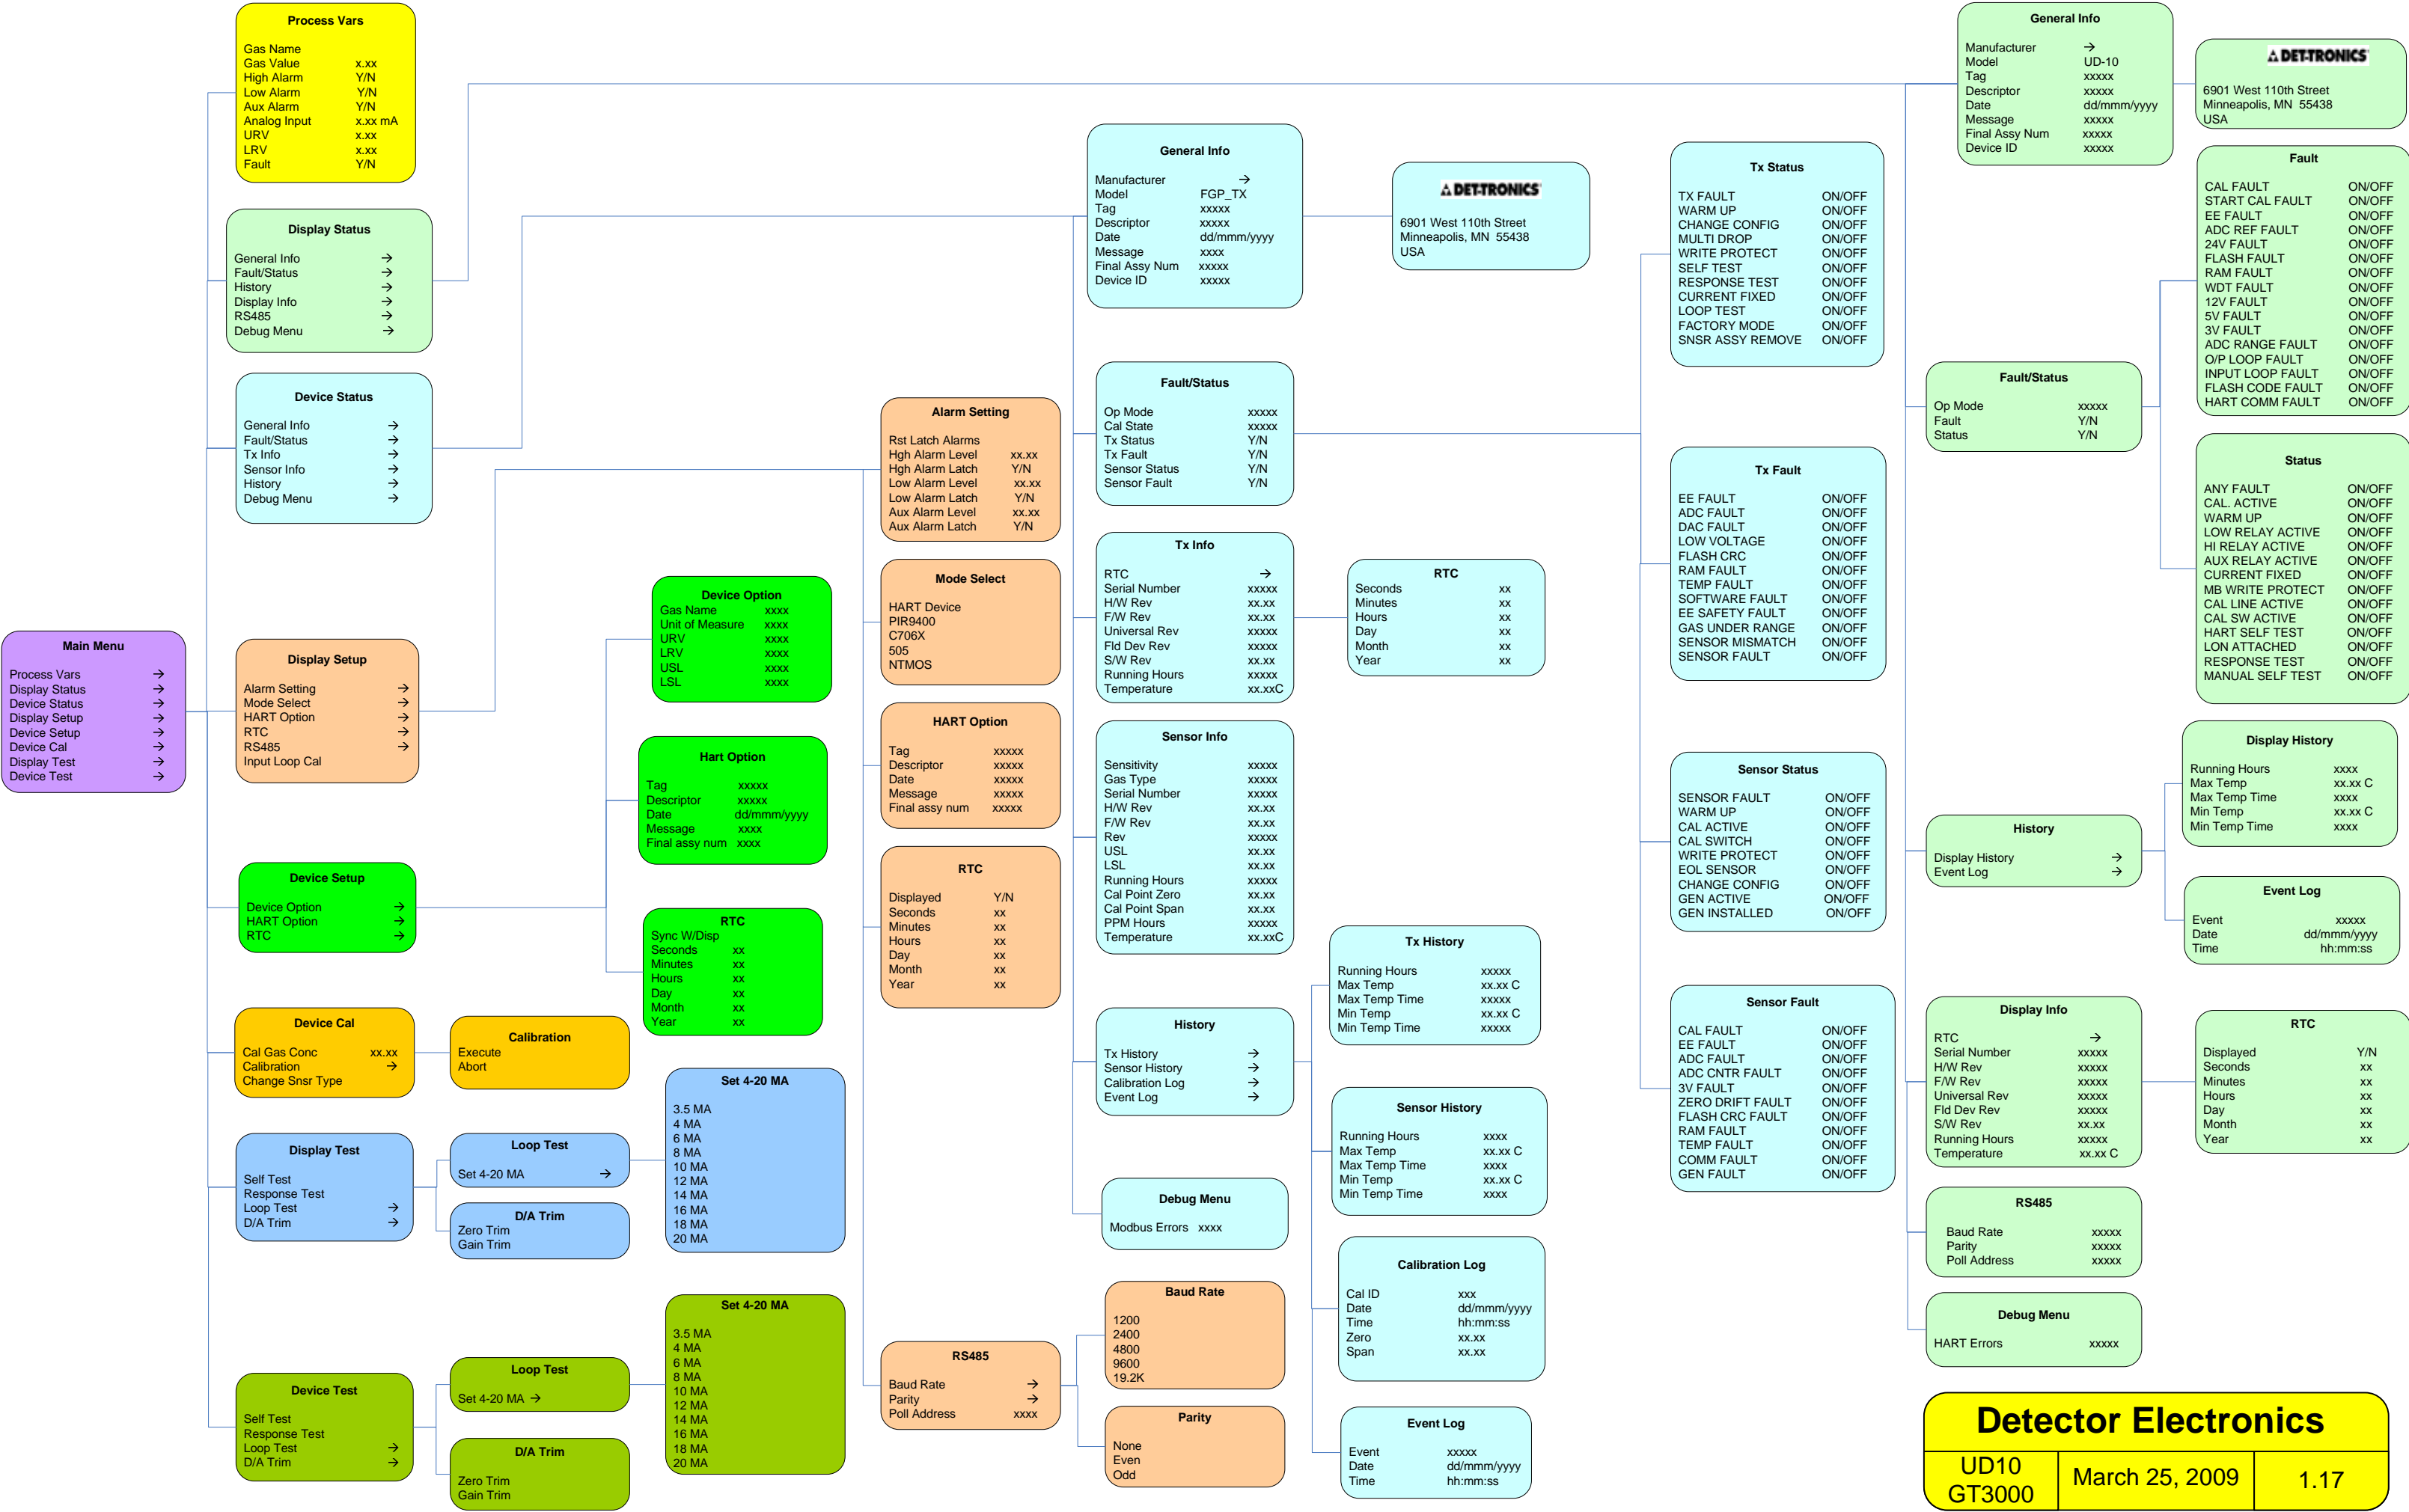 Main Menu
Process Vars →
Display Status →
Device Status →
Display Setup →
Device Setup →
Device Cal →
Display Test →
Device Test →
Process Vars
Gas Name
Gas Value x.xx
High Alarm Y/N
Low Alarm Y/N
Aux Alarm Y/N
Analog Input x.xx mA
URV x.xx
LRV x.xx
Fault Y/N
Display Status
General Info →
Fault/Status →
History →
Display Info →
RS485 →
Debug Menu →
Device Status
General Info →
Fault/Status →
Tx Info →
Sensor Info →
History →
Debug Menu →
Display Setup
Alarm Setting →
Mode Select →
HART Option →
RTC →
RS485 →
Input Loop Cal
Device Setup
Device Option →
HART Option →
RTC →
Device Cal
Cal Gas Conc xx.xx
Calibration →
Change Snsr Type
Display Test
Self Test
Response Test
Loop Test →
D/A Trim →
Device Test
Self Test
Response Test
Loop Test →
D/A Trim →
Calibration
Execute
Abort
Loop Test
Set 4-20 MA →
D/A Trim
Zero Trim
Gain Trim
Loop Test
Set 4-20 MA →
D/A Trim
Zero Trim
Gain Trim
Device Option
Gas Name xxxx
Unit of Measure xxxx
URV xxxx
LRV xxxx
USL xxxx
LSL xxxx
Hart Option
Tag xxxxx
Descriptor xxxxx
Date dd/mmm/yyyy
Message xxxx
Final assy num xxxx
RTC
Sync W/Disp
Seconds xx
Minutes xx
Hours xx
Day xx
Month xx
Year xx
Set 4-20 MA
3.5 MA
4 MA
6 MA
8 MA
10 MA
12 MA
14 MA
16 MA
18 MA
20 MA
Set 4-20 MA
3.5 MA
4 MA
6 MA
8 MA
10 MA
12 MA
14 MA
16 MA
18 MA
20 MA
Alarm Setting
Rst Latch Alarms
Hgh Alarm Level xx.xx
Hgh Alarm Latch Y/N
Low Alarm Level xx.xx
Low Alarm Latch Y/N
Aux Alarm Level xx.xx
Aux Alarm Latch Y/N
Mode Select
HART Device
PIR9400
C706X
505
NTMOS
HART Option
Tag xxxxx
Descriptor xxxxx
Date xxxxx
Message xxxxx
Final assy num xxxxx
RTC
Displayed Y/N
Seconds xx
Minutes xx
Hours xx
Day xx
Month xx
Year xx
RS485
Baud Rate →
Parity →
Poll Address xxxx
Baud Rate
1200
2400
4800
9600
19.2K
Parity
None
Even
Odd
General Info
Manufacturer →
Model FGP_TX
Tag xxxxx
Descriptor xxxxx
Date dd/mmm/yyyy
Message xxxx
Final Assy Num xxxxx
Device ID xxxxx
DET-TRONICS
6901 West 110th Street
Minneapolis, MN 55438
USA
Fault/Status
Op Mode xxxxx
Cal State xxxxx
Tx Status Y/N
Tx Fault Y/N
Sensor Status Y/N
Sensor Fault Y/N
Tx Info
RTC →
Serial Number xxxxx
H/W Rev xx.xx
F/W Rev xx.xx
Universal Rev xxxxx
Fld Dev Rev xxxxx
S/W Rev xx.xx
Running Hours xxxxx
Temperature xx.xxC
RTC
Seconds xx
Minutes xx
Hours xx
Day xx
Month xx
Year xx
Sensor Info
Sensitivity xxxxx
Gas Type xxxxx
Serial Number xxxxx
H/W Rev xx.xx
F/W Rev xx.xx
Rev xxxxx
USL xx.xx
LSL xx.xx
Running Hours xxxxx
Cal Point Zero xx.xx
Cal Point Span xx.xx
PPM Hours xxxxx
Temperature xx.xxC
History
Tx History →
Sensor History →
Calibration Log →
Event Log →
Debug Menu
Modbus Errors xxxx
Tx History
Running Hours xxxxx
Max Temp xx.xx C
Max Temp Time xxxxx
Min Temp xx.xx C
Min Temp Time xxxxx
Sensor History
Running Hours xxxx
Max Temp xx.xx C
Max Temp Time xxxx
Min Temp xx.xx C
Min Temp Time xxxx
Calibration Log
Cal ID xxx
Date dd/mmm/yyyy
Time hh:mm:ss
Zero xx.xx
Span xx.xx
Event Log
Event xxxxx
Date dd/mmm/yyyy
Time hh:mm:ss
Tx Status
TX FAULT ON/OFF
WARM UP ON/OFF
CHANGE CONFIG ON/OFF
MULTI DROP ON/OFF
WRITE PROTECT ON/OFF
SELF TEST ON/OFF
RESPONSE TEST ON/OFF
CURRENT FIXED ON/OFF
LOOP TEST ON/OFF
FACTORY MODE ON/OFF
SNSR ASSY REMOVE ON/OFF
Tx Fault
EE FAULT ON/OFF
ADC FAULT ON/OFF
DAC FAULT ON/OFF
LOW VOLTAGE ON/OFF
FLASH CRC ON/OFF
RAM FAULT ON/OFF
TEMP FAULT ON/OFF
SOFTWARE FAULT ON/OFF
EE SAFETY FAULT ON/OFF
GAS UNDER RANGE ON/OFF
SENSOR MISMATCH ON/OFF
SENSOR FAULT ON/OFF
Sensor Status
SENSOR FAULT ON/OFF
WARM UP ON/OFF
CAL ACTIVE ON/OFF
CAL SWITCH ON/OFF
WRITE PROTECT ON/OFF
EOL SENSOR ON/OFF
CHANGE CONFIG ON/OFF
GEN ACTIVE ON/OFF
GEN INSTALLED ON/OFF
Sensor Fault
CAL FAULT ON/OFF
EE FAULT ON/OFF
ADC FAULT ON/OFF
ADC CNTR FAULT ON/OFF
3V FAULT ON/OFF
ZERO DRIFT FAULT ON/OFF
FLASH CRC FAULT ON/OFF
RAM FAULT ON/OFF
TEMP FAULT ON/OFF
COMM FAULT ON/OFF
GEN FAULT ON/OFF
General Info
Manufacturer →
Model UD-10
Tag xxxxx
Descriptor xxxxx
Date dd/mmm/yyyy
Message xxxxx
Final Assy Num xxxxx
Device ID xxxxx
DET-TRONICS
6901 West 110th Street
Minneapolis, MN 55438
USA
Fault/Status
Op Mode xxxxx
Fault Y/N
Status Y/N
Fault
CAL FAULT ON/OFF
START CAL FAULT ON/OFF
EE FAULT ON/OFF
ADC REF FAULT ON/OFF
24V FAULT ON/OFF
FLASH FAULT ON/OFF
RAM FAULT ON/OFF
WDT FAULT ON/OFF
12V FAULT ON/OFF
5V FAULT ON/OFF
3V FAULT ON/OFF
ADC RANGE FAULT ON/OFF
O/P LOOP FAULT ON/OFF
INPUT LOOP FAULT ON/OFF
FLASH CODE FAULT ON/OFF
HART COMM FAULT ON/OFF
Status
ANY FAULT ON/OFF
CAL. ACTIVE ON/OFF
WARM UP ON/OFF
LOW RELAY ACTIVE ON/OFF
HI RELAY ACTIVE ON/OFF
AUX RELAY ACTIVE ON/OFF
CURRENT FIXED ON/OFF
MB WRITE PROTECT ON/OFF
CAL LINE ACTIVE ON/OFF
CAL SW ACTIVE ON/OFF
HART SELF TEST ON/OFF
LON ATTACHED ON/OFF
RESPONSE TEST ON/OFF
MANUAL SELF TEST ON/OFF
History
Display History →
Event Log →
Display History
Running Hours xxxx
Max Temp xx.xx C
Max Temp Time xxxx
Min Temp xx.xx C
Min Temp Time xxxx
Event Log
Event xxxxx
Date dd/mmm/yyyy
Time hh:mm:ss
Display Info
RTC →
Serial Number xxxxx
H/W Rev xxxxx
F/W Rev xxxxx
Universal Rev xxxxx
Fld Dev Rev xxxxx
S/W Rev xx.xx
Running Hours xxxxx
Temperature xx.xx C
RTC
Displayed Y/N
Seconds xx
Minutes xx
Hours xx
Day xx
Month xx
Year xx
RS485
Baud Rate xxxxx
Parity xxxxx
Poll Address xxxxx
Debug Menu
HART Errors xxxxx
Detector Electronics
UD10
GT3000
March 25, 2009
1.17